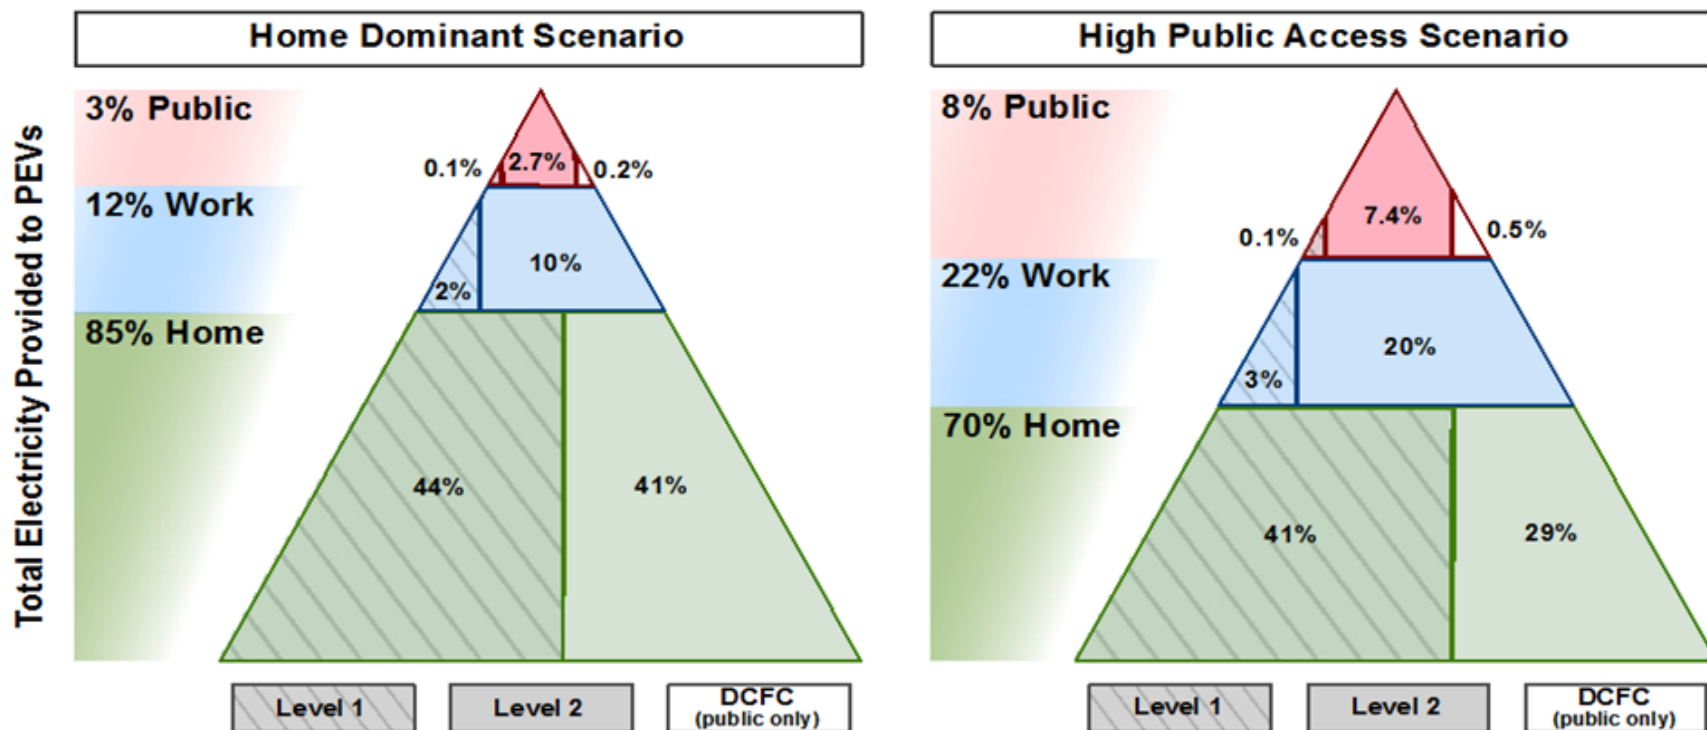 Total Electricity Provided to PEVs
Home Dominant Scenario
3% Public
0.1%
2.7%
0.2%
12% Work
2%
10%
85% Home
44%
41%
Level 1
Level 2
DCFC
(public only)
High Public Access Scenario
8% Public
0.1%
7.4%
0.5%
22% Work
3%
20%
70% Home
41%
29%
Level 1
Level 2
DCFC
(public only)